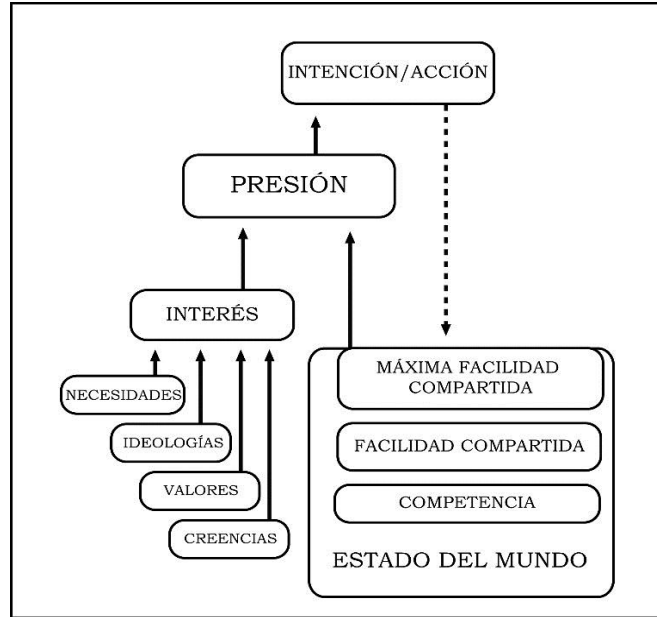 INTENCIÓN/ACCIÓN
PRESIÓN
INTERÉS
NECESIDADES
IDEOLOGÍAS
VALORES
CREENCIAS
MÁXIMA FACILIDAD
COMPARTIDA
FACILIDAD COMPARTIDA
COMPETENCIA
ESTADO DEL MUNDO